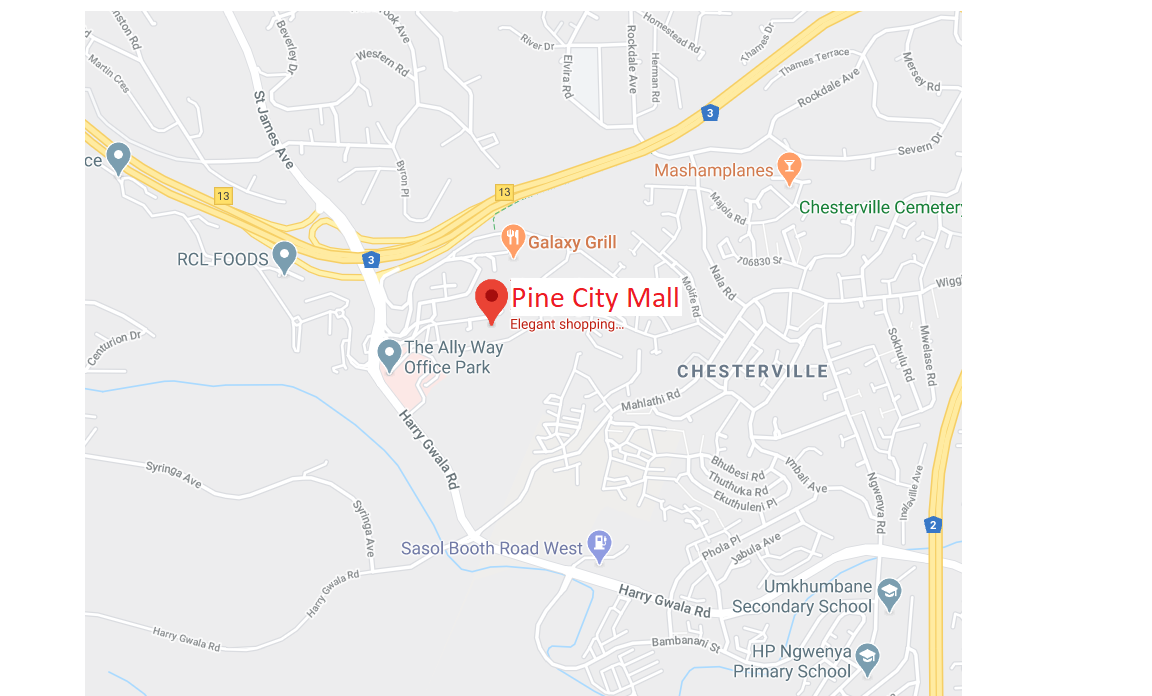 nston Rd
Beverley Dr
ook Ave
River Dr
Homestead Rd
Thames Dr
Rockdale Ave
Herman Rd
Elvira Rd
Western Rd
Thames Terrace
Mersey Rd
Martin Cres
St James Ave
Rockdale Ave
3
Severn Dr
ce
Byron Pl
Mashamplanes
13
13
Majola Rd
Chesterville Cemetery
Galaxy Grill
RCL FOODS
3
706830 St
Nala Rd
Wigg
Molife Rd
Pine City Mall
Elegant shopping...
Centurion Dr
The Ally Way
Office Park
Sokhulu Rd
Mwelase Rd
CHESTERVILLE
Mahlathi Rd
Harry Gwala Rd
Syringa Ave
Bhubesi Rd
Thuthuka Rd
Ekuthuleni Pl
Vnbali Ave
Ngwenya Rd
Syringa Ave
2
Sasol Booth Road West
Phola Pl
Jabula Ave
Harry Gwala Rd
Harry Gwala Rd
Umkhumbane
Secondary School
Harry Gwala Rd
Bambanani St
HP Ngwenya
Primary School